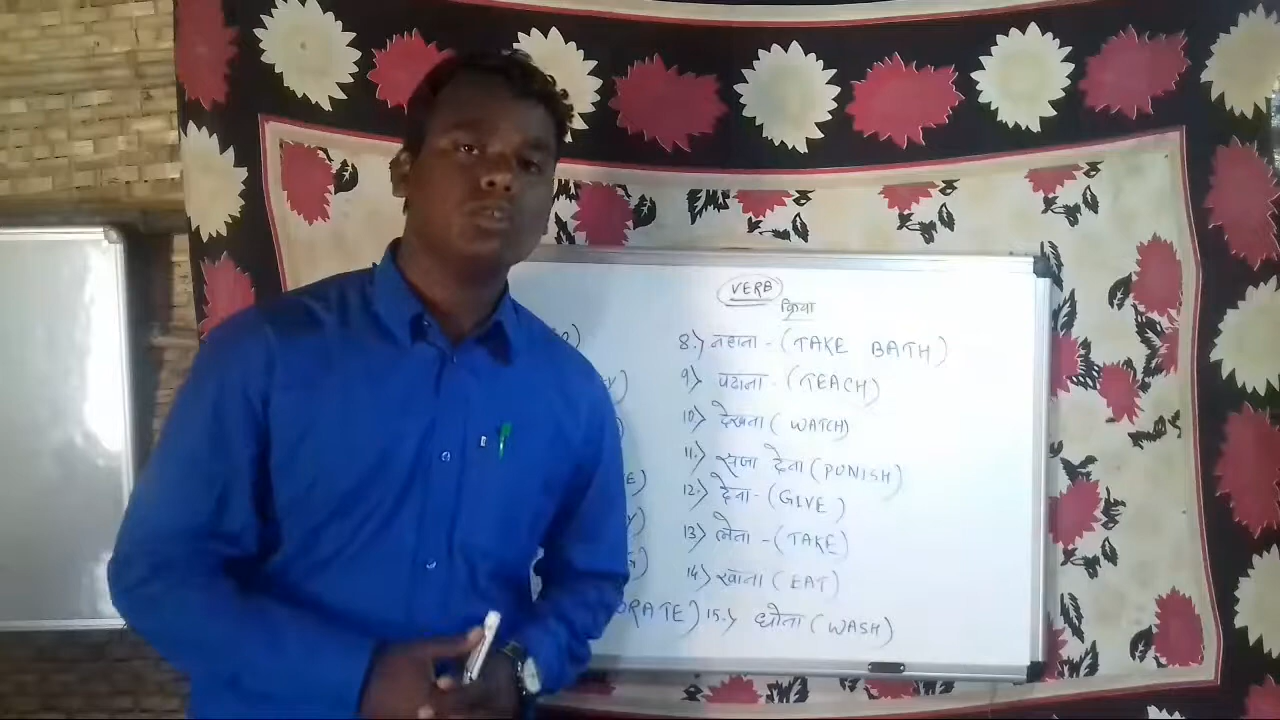 VERB
क्रिया
8.) नहाना - (TAKE BATH)
9) पढाना - (TEACH)
10) देखना (WATCH)
11.) सजा देना (PUNISH)
12.) देना - (GIVE)
13) लेना - (TAKE)
14) खाना (EAT)
ORATE) 15.) धोना (WASH)